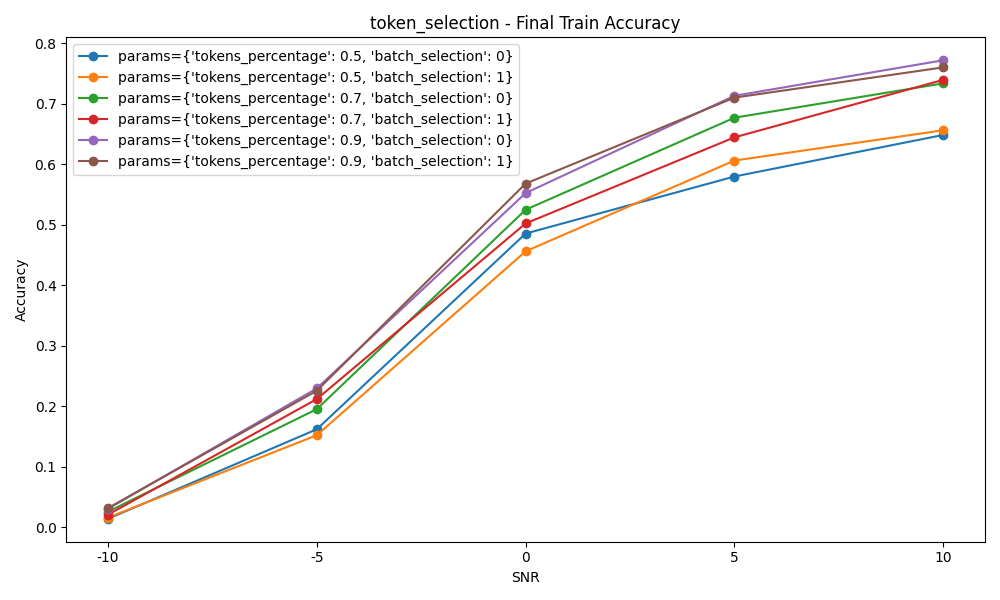 token_selection - Final Train Accuracy
params={'tokens_percentage': 0.5, 'batch_selection': 0}
params={'tokens_percentage': 0.5, 'batch_selection': 1}
params={'tokens_percentage': 0.7, 'batch_selection': 0}
params={'tokens_percentage': 0.7, 'batch_selection': 1}
params={'tokens_percentage': 0.9, 'batch_selection': 0}
params={'tokens_percentage': 0.9, 'batch_selection': 1}
Accuracy
0.8
0.7
0.6
0.5
0.4
0.3
0.2
0.1
0.0
-10 -5 0 5 10
SNR